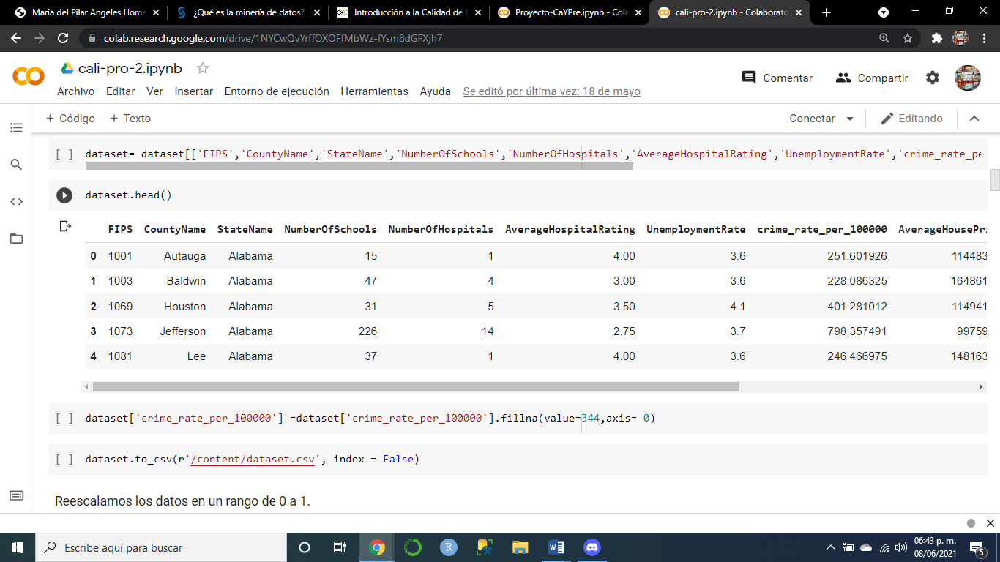 Maria del Pilar Angeles Home
¿Qué es la minería de datos?
Introducción a la Calidad de D
Proyecto-CaYPre.ipynb - Cola
cali-pro-2.ipynb - Colaborato
colab.research.google.com/drive/1NYCwQvYrffOXOFfMbWz-fYsm8dGFXjh7
cali-pro-2.ipynb
Archivo Editar Ver Insertar Entorno de ejecución Herramientas Ayuda Se editó por última vez: 18 de mayo
Comentar Compartir
+ Código + Texto
Conectar Editando
[ ] dataset= dataset[['FIPS','CountyName','StateName','NumberOfSchools','NumberOfHospitals','AverageHospitalRating','UnemploymentRate','crime_rate_pe
dataset.head()
FIPS CountyName StateName NumberOfSchools NumberOfHospitals AverageHospitalRating UnemploymentRate crime_rate_per_100000 AverageHousePri
0 1001 Autauga Alabama 15 1 4.00 3.6 251.601926 114483
1 1003 Baldwin Alabama 47 4 3.00 3.6 228.086325 164861
2 1069 Houston Alabama 31 5 3.50 4.1 401.281012 114941
3 1073 Jefferson Alabama 226 14 2.75 3.7 798.357491 99759
4 1081 Lee Alabama 37 1 4.00 3.6 246.466975 148163
[ ] dataset['crime_rate_per_100000'] =dataset['crime_rate_per_100000'].fillna(value=344,axis= 0)
[ ] dataset.to_csv(r'/content/dataset.csv', index = False)
Reescalamos los datos en un rango de 0 a 1.
Escribe aquí para buscar
R
06:43 p. m.
08/06/2021
5